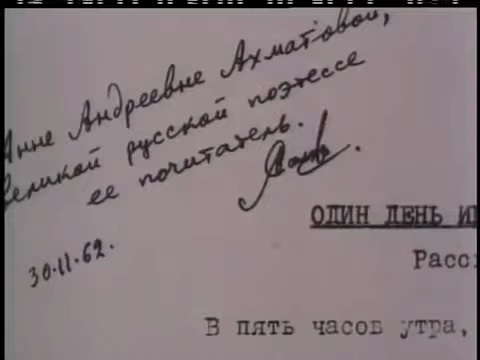 Анне Андреевне Ахматовой,
великой русской поэтессе
ее почитатель.
30.11.62.
ОДИН ДЕНЬ И
Расс
В пять часов утра,